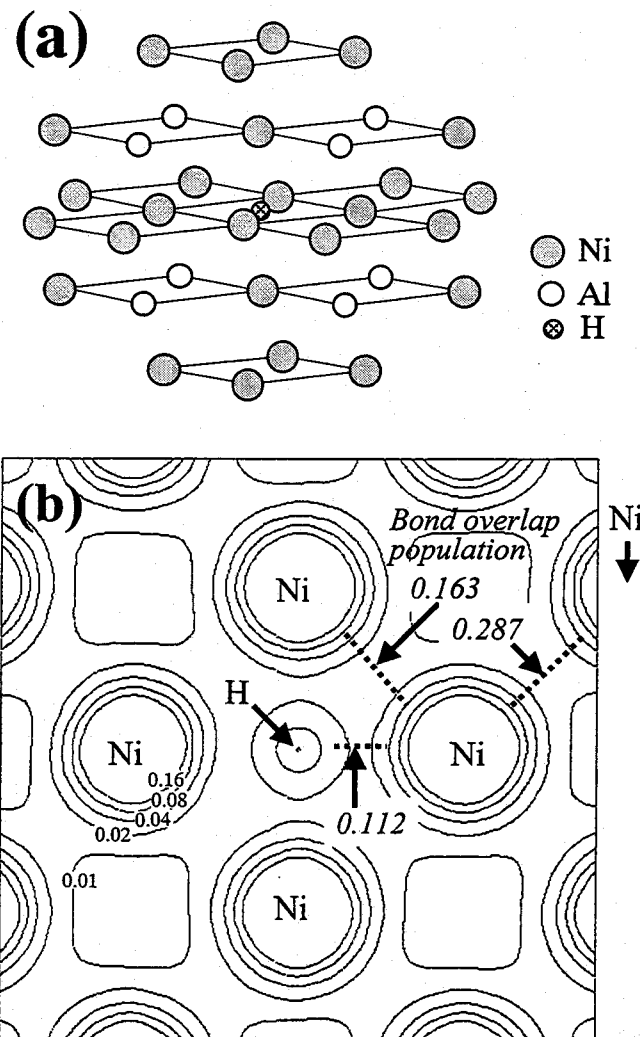 (a)
Ni
Al
H
(b)
Bond overlap
population
0.163
0.287
Ni
Ni
H
Ni
Ni
0.16
0.08
0.04
0.02
0.112
0.01
Ni